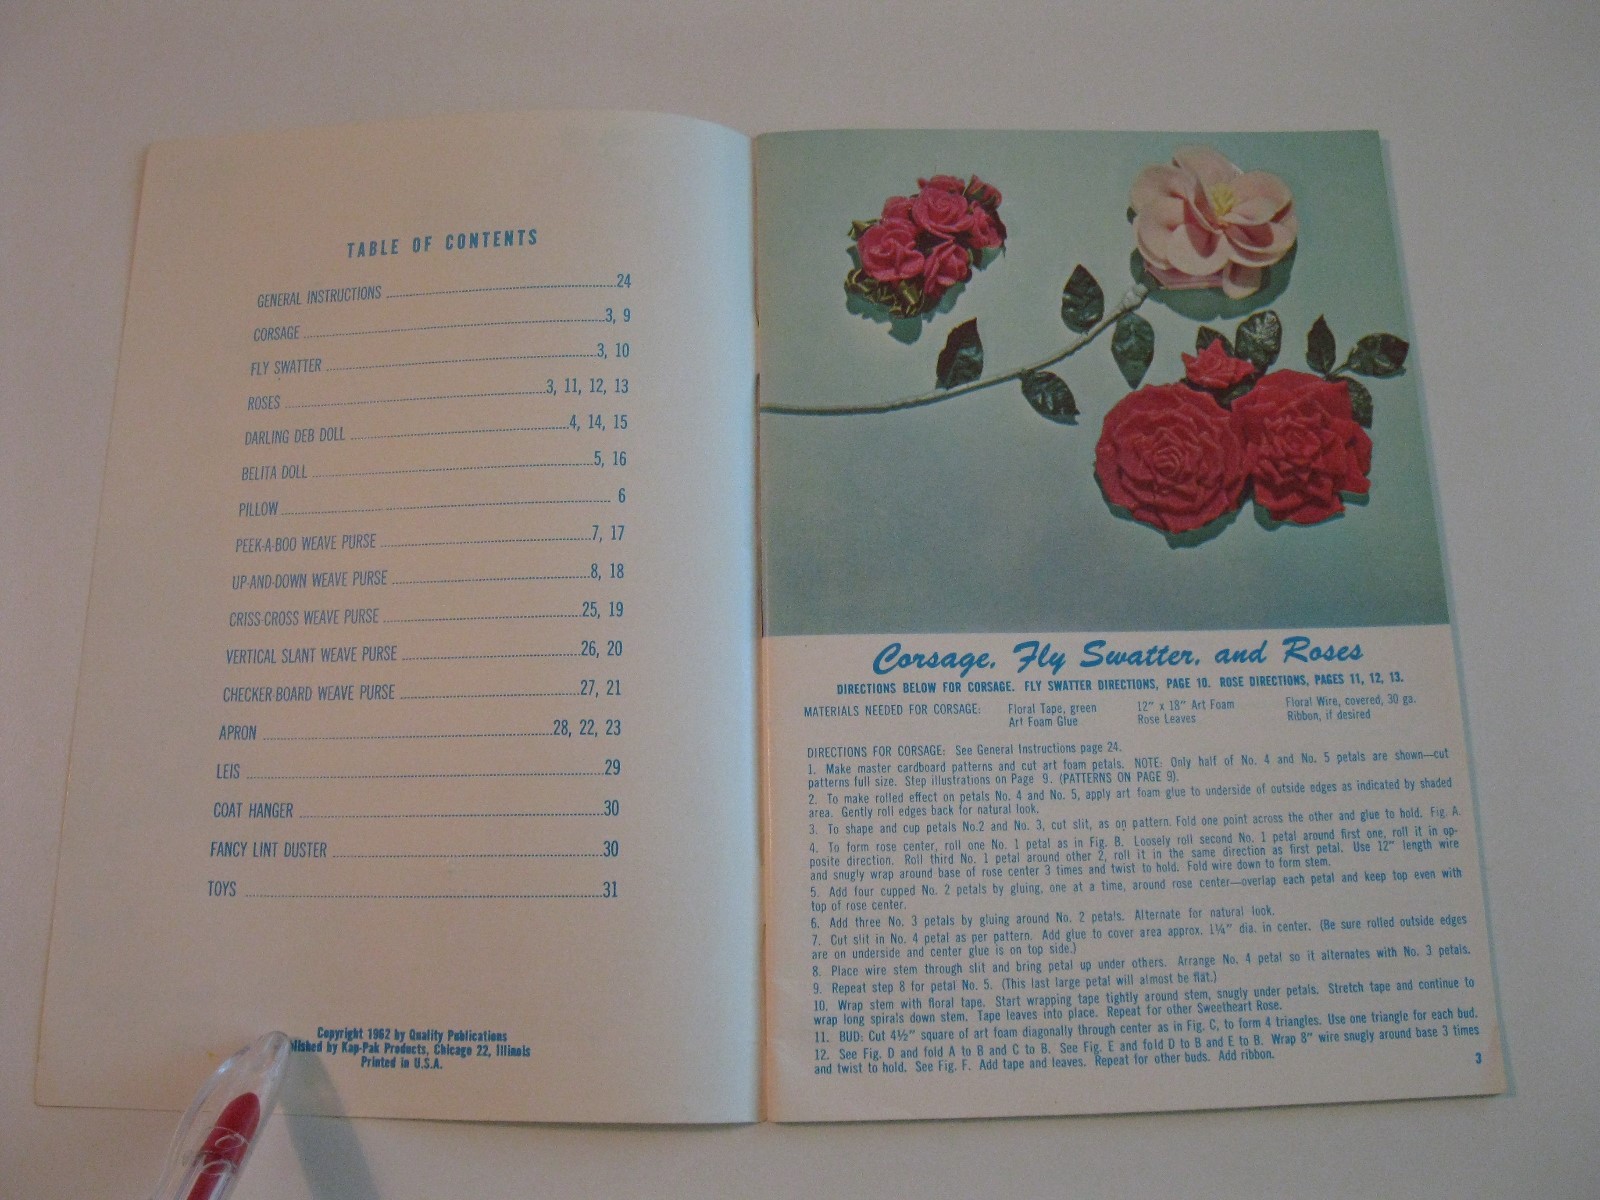 TABLE OF CONTENTS
GENERAL INSTRUCTIONS 24
CORSAGE 3, 9
FLY SWATTER 3, 10
ROSES 3, 11, 12, 13
DARLING DEB DOLL 4, 14, 15
BELITA DOLL 5, 16
PILLOW 6
PEEK-A-BOO WEAVE PURSE 7, 17
UP-AND-DOWN WEAVE PURSE 8, 18
CRISS-CROSS WEAVE PURSE 25, 19
VERTICAL SLANT WEAVE PURSE 26, 20
CHECKER-BOARD WEAVE PURSE 27, 21
APRON 28, 22, 23
LEIS 29
COAT HANGER 30
FANCY LINT DUSTER 30
TOYS 31
Copyright 1962 by Quality Publications
by Kap-Pak Products, Chicago 22, Illinois
Printed in U.S.A.
Corsage, Fly Swatter, and Roses
DIRECTIONS BELOW FOR CORSAGE. FLY SWATTER DIRECTIONS, PAGE 10. ROSE DIRECTIONS, PAGES 11, 12, 13.
MATERIALS NEEDED FOR CORSAGE: Floral Tape, green 12" x 18" Art Foam Floral Wire, covered, 30 ga.
Art Foam Glue Rose Leaves Ribbon, if desired
DIRECTIONS FOR CORSAGE: See General Instructions page 24.
1. Make master cardboard patterns and cut art foam petals. NOTE: Only half of No. 4 and No. 5 petals are shown—cut
patterns full size. Step illustrations on Page 9. (PATTERNS ON PAGE 9).
2. To make rolled effect on petals No. 4 and No. 5, apply art foam glue to underside of outside edges as indicated by shaded
area. Gently roll edges back for natural look.
3. To shape and cup petals No.2 and No. 3, cut slit, as on pattern. Fold one point across the other and glue to hold. Fig. A.
4. To form rose center, roll one No. 1 petal as in Fig. B. Loosely roll second No. 1 petal around first one, roll it in op-
posite direction. Roll third No. 1 petal around other 2, roll it in the same direction as first petal. Use 12" length wire
and snugly wrap around base of rose center 3 times and twist to hold. Fold wire down to form stem.
5. Add four cupped No. 2 petals by gluing, one at a time, around rose center—overlap each petal and keep top even with
top of rose center.
6. Add three No. 3 petals by gluing around No. 2 petals. Alternate for natural look.
7. Cut slit in No. 4 petal as per pattern. Add glue to cover area approx. 1¼" dia. in center. (Be sure rolled outside edges
are on underside and center glue is on top side.)
8. Place wire stem through slit and bring petal up under others. Arrange No. 4 petal so it alternates with No. 3 petals.
9. Repeat step 8 for petal No. 5. (This last large petal will almost be flat.)
10. Wrap stem with floral tape. Start wrapping tape tightly around stem, snugly under petals. Stretch tape and continue to
wrap long spirals down stem. Tape leaves into place. Repeat for other Sweetheart Rose.
11. BUD: Cut 4½" square of art foam diagonally through center as in Fig. C, to form 4 triangles. Use one triangle for each bud.
12. See Fig. D and fold A to B and C to B. See Fig. E and fold D to B and E to B. Wrap 8" wire snugly around base 3 times
and twist to hold. See Fig. F. Add tape and leaves. Repeat for other buds. Add ribbon.
3